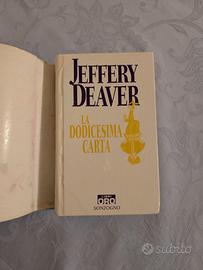 JEFFERY
DEAVER
LA
DODICESIMA
CARTA
ORO
SONZOGNO
subito